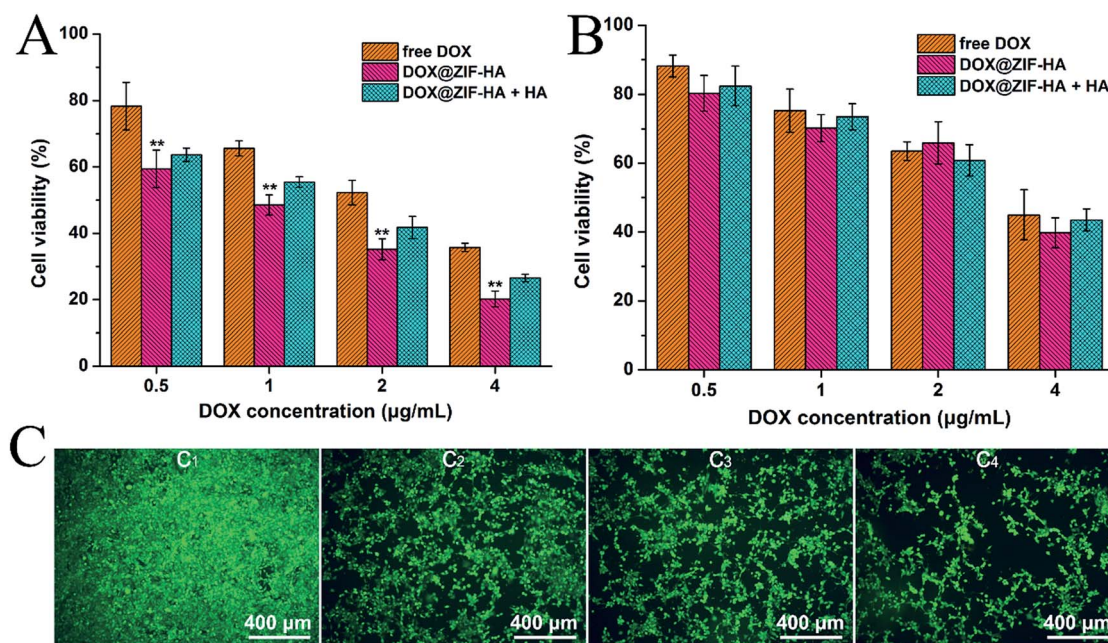 A
100
80
60
40
20
0
Cell viability (%)
free DOX
DOX@ZIF-HA
DOX@ZIF-HA + HA
**
**
**
**
0.5 1 2 4
DOX concentration (µg/mL)
B
100
80
60
40
20
0
Cell viability (%)
free DOX
DOX@ZIF-HA
DOX@ZIF-HA + HA
0.5 1 2 4
DOX concentration (µg/mL)
C
C1
400 µm
C2
400 µm
C3
400 µm
C4
400 µm